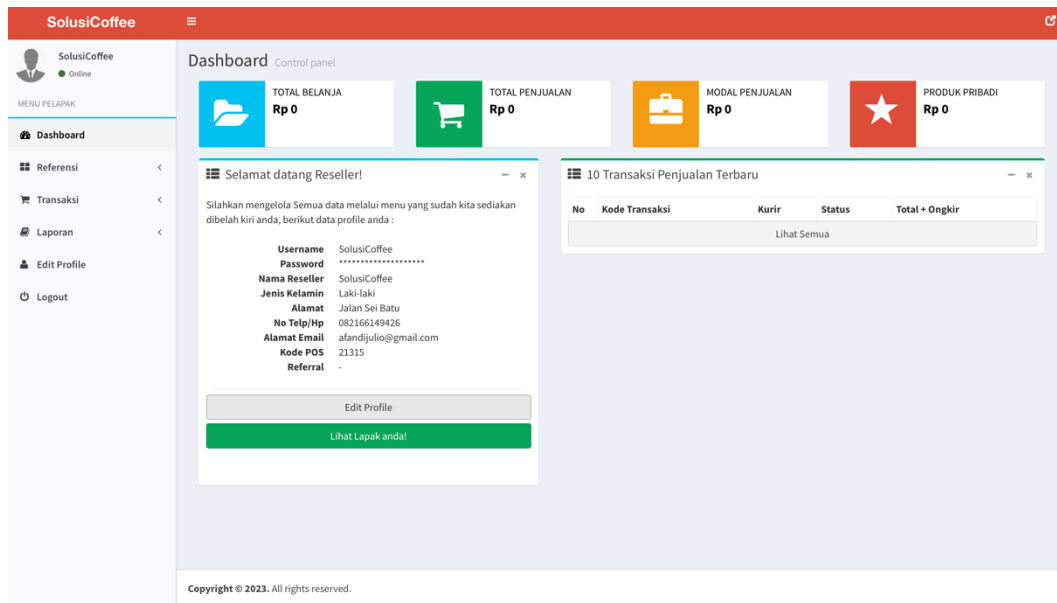 SolusiCoffee
SolusiCoffee
Online
MENU PELAPAK
Dashboard
Referensi
Transaksi
Laporan
Edit Profile
Logout
Dashboard Control panel
TOTAL BELANJA
Rp 0
TOTAL PENJUALAN
Rp 0
MODAL PENJUALAN
Rp 0
PRODUK PRIBADI
Rp 0
Selamat datang Reseller!
Silahkan mengelola Semua data melalui menu yang sudah kita sediakan
dibelah kiri anda, berikut data profile anda :
Username SolusiCoffee
Password ********************
Nama Reseller SolusiCoffee
Jenis Kelamin Laki-laki
Alamat Jalan Sei Batu
No Telp/Hp 082166149426
Alamat Email afandijulio@gmail.com
Kode POS 21315
Referral -
Edit Profile
Lihat Lapak anda!
10 Transaksi Penjualan Terbaru
No Kode Transaksi Kurir Status Total + Ongkir
Lihat Semua
Copyright © 2023. All rights reserved.